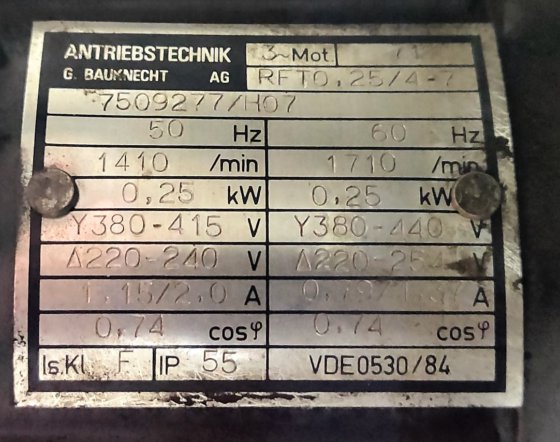 ANTRIEBSTECHNIK 3~Mot. 71
G. BAUKNECHT AG RFT0,25/4-7
7509277/H07
50 Hz 60 Hz
1410 /min 1710 /min
0,25 kW 0,25 kW
Y380-415 V Y380-440 V
Δ220-240 V Δ220-254 V
1,15/2,0 A A
0,74 cosφ 0,74 cosφ
Is.Kl F IP 55 VDE0530/84